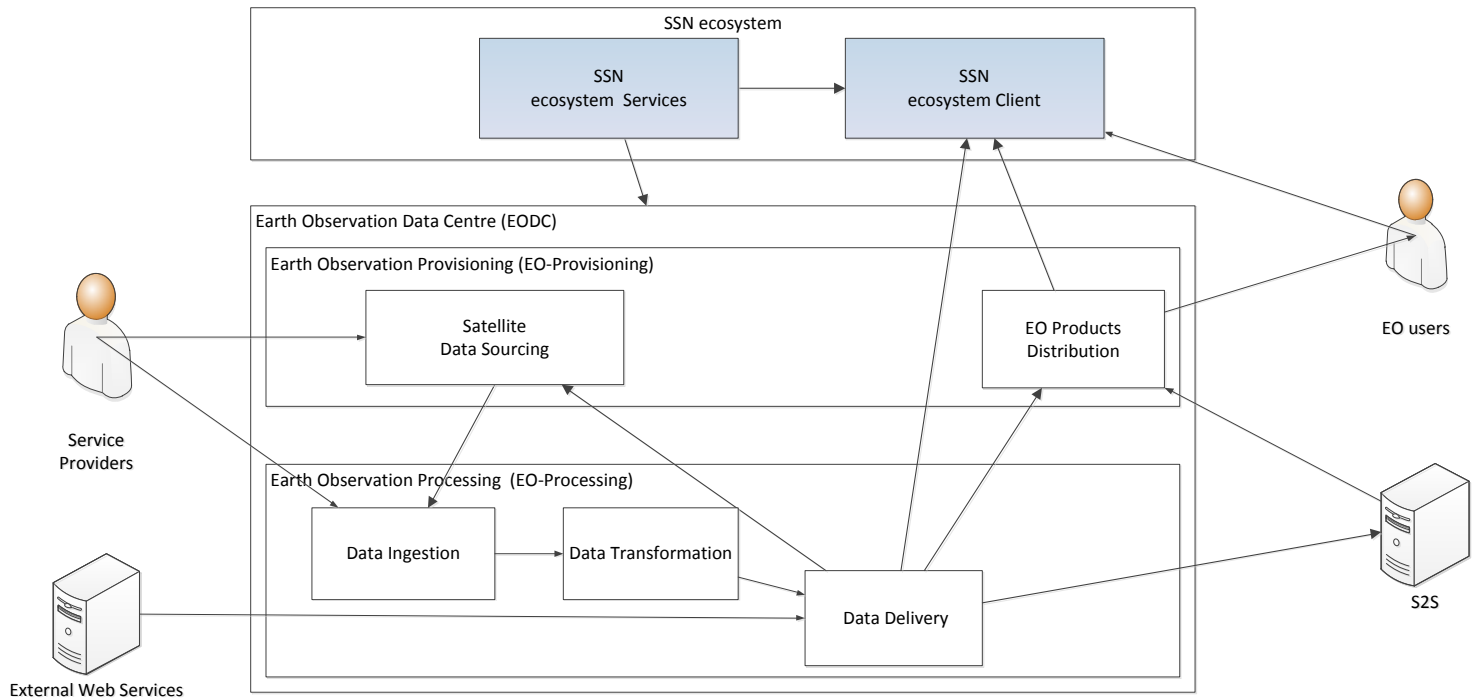 SSN ecosystem
SSN
ecosystem  Services
SSN
ecosystem Client
Earth Observation Data Centre (EODC)
Earth Observation Provisioning (EO-Provisioning)
Satellite
Data Sourcing
EO Products
Distribution
EO users
Service
Providers
Earth Observation Processing  (EO-Processing)
Data Ingestion
Data Transformation
Data Delivery
S2S
External Web Services